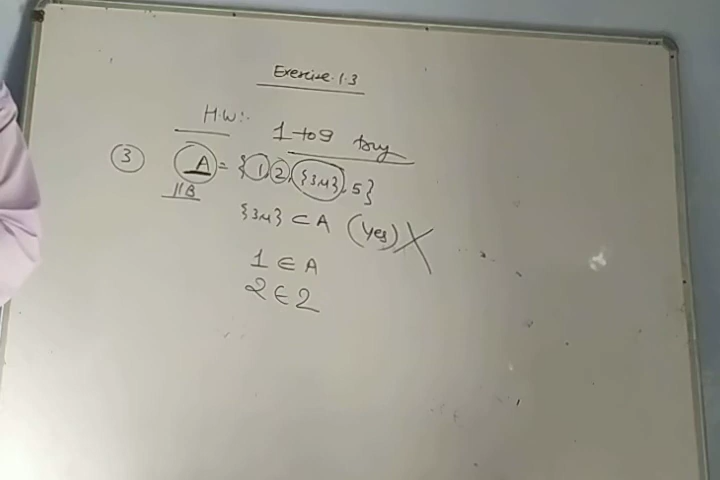 Exercise 1.3
H.W:-
1 to 9 try
③ A = {1, 2, {3,4}, 5}
11B
{3,4} ⊂ A (Yes) X
1 ∈ A
2 ∈ 2